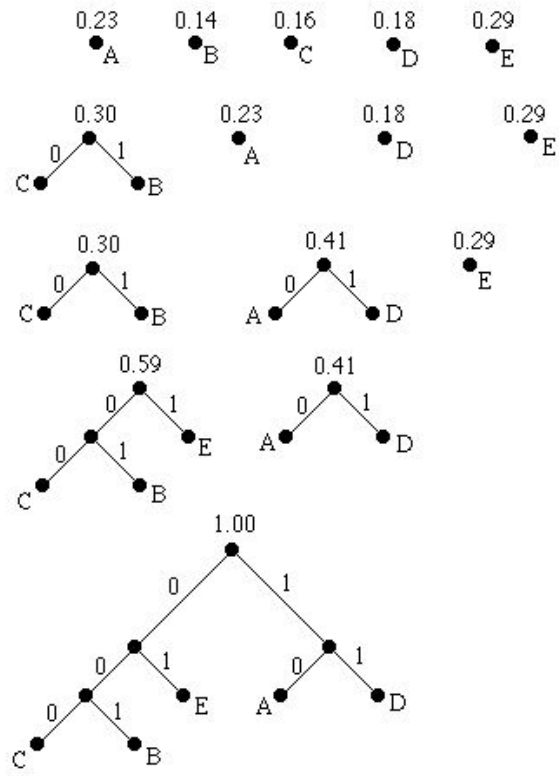 0.23 0.14 0.16 0.18 0.29
A B C D E
0.30 0.23 0.18 0.29
0 1 A D E
C B
0.30 0.41 0.29
0 1 0 1 E
C B A D
0.59 0.41
0 1 0 1
0 1 E A D
C B
1.00
0 1
0 1 0 1
0 1 E A D
C B